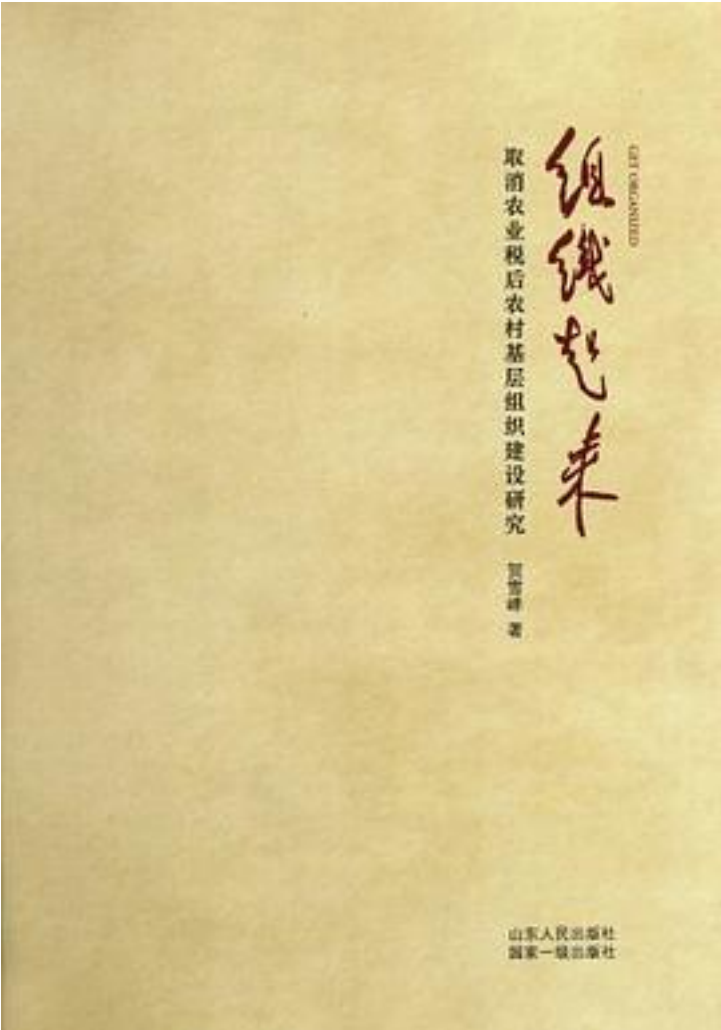 GET ORGANIZED
组织起来
取消农业税后农村基层组织建设研究
贺雪峰 著
山东人民出版社
国家一级出版社